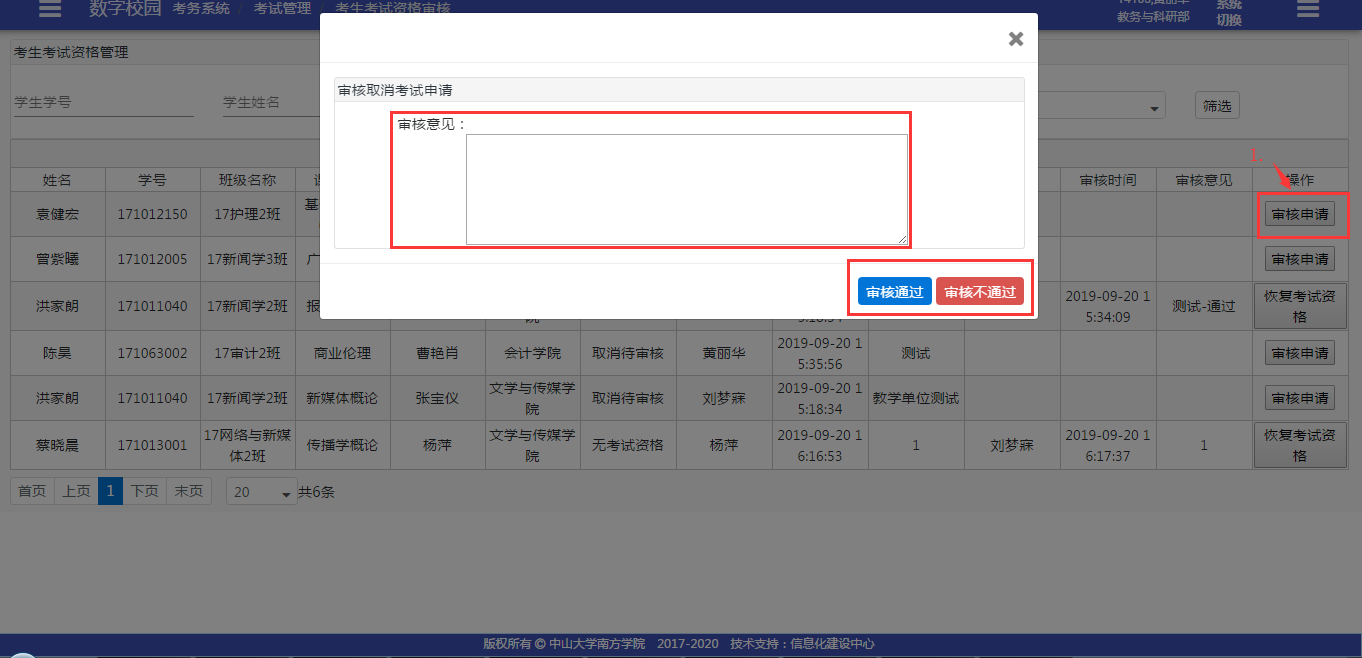 数字校园 考务系统 / 考试管理 / 考生考试资格审核
教务与科研部
系统
切换
考生考试资格管理
审核取消考试申请
审核意见：
学生学号 学生姓名 筛选
1.
姓名 学号 班级名称 审核时间 审核意见 操作
袁健宏 171012150 17护理2班 基 审核申请
曾紫曦 171012005 17新闻学3班 广 审核申请
审核通过 审核不通过
洪家朗 171011040 17新闻学2班 报 2019-09-20 1
5:34:09 测试-通过 恢复考试资
格
陈昊 171063002 17审计2班 商业伦理 曹艳肖 会计学院 取消待审核 黄丽华 2019-09-20 1
5:35:56 测试 审核申请
洪家朗 171011040 17新闻学2班 新媒体概论 张宝仪 文学与传媒学
院 取消待审核 刘梦寐 2019-09-20 1
5:18:34 教学单位测试 审核申请
蔡晓晨 171013001 17网络与新媒
体2班 传播学概论 杨萍 文学与传媒学
院 无考试资格 杨萍 2019-09-20 1
6:16:53 1 刘梦寐 2019-09-20 1
6:17:37 1 恢复考试资
格
首页 上页 1 下页 末页 20 共6条
版权所有 © 中山大学南方学院 2017-2020 技术支持：信息化建设中心